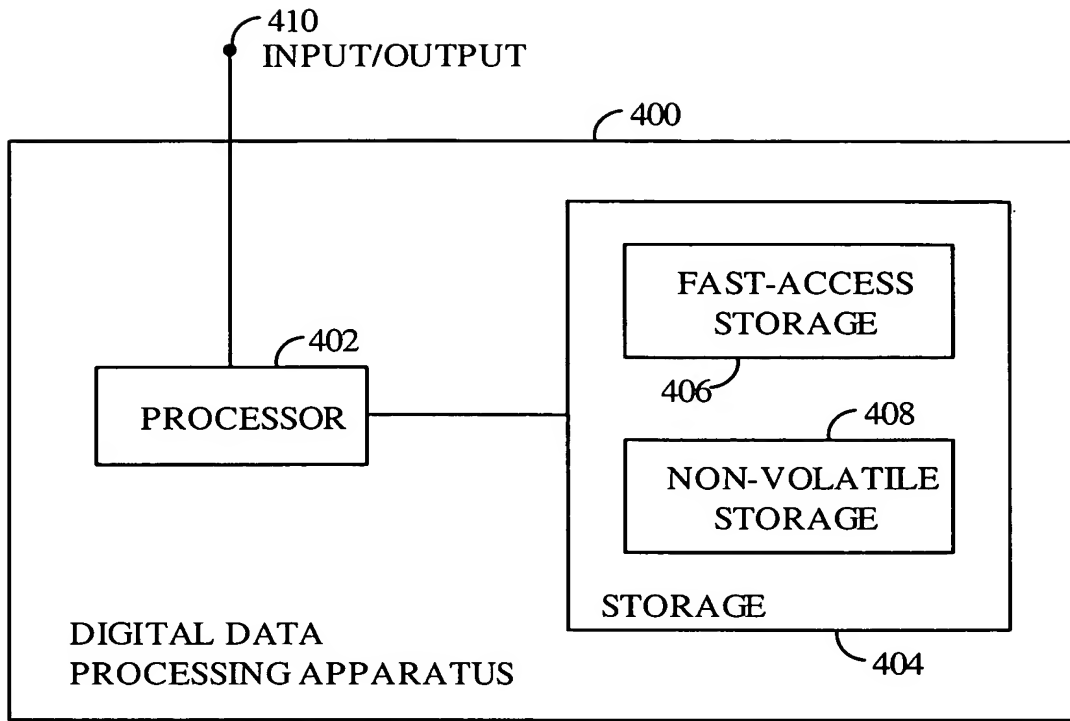 410
INPUT/OUTPUT
400
FAST-ACCESS
STORAGE
402
406
PROCESSOR
408
NON-VOLATILE
STORAGE
STORAGE
DIGITAL DATA
PROCESSING APPARATUS
404